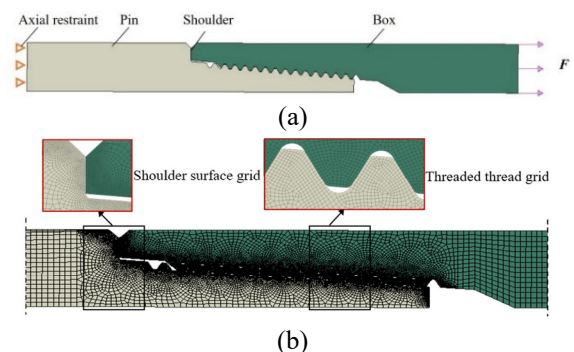 Axial restraint
Pin
Shoulder
Box
F
(a)
Shoulder surface grid
Threaded thread grid
(b)